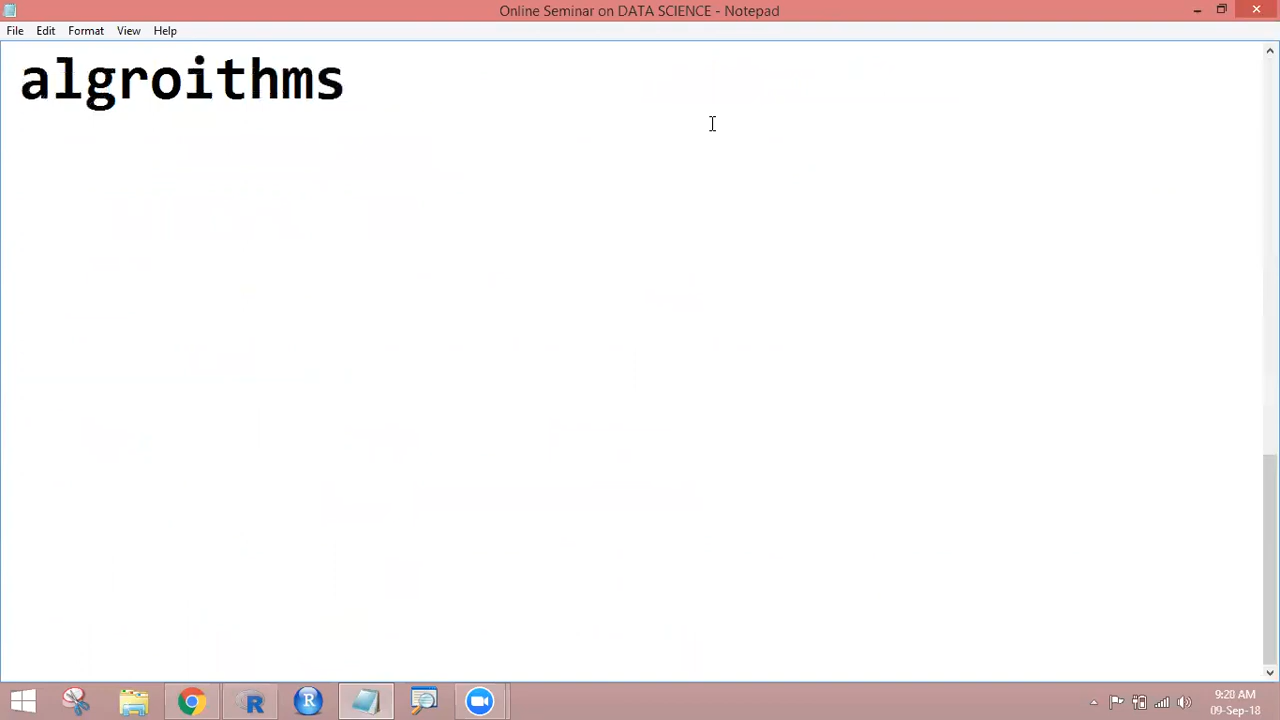 Online Seminar on DATA SCIENCE - Notepad
File Edit Format View Help
algroithms
9:20 AM
09-Sep-18